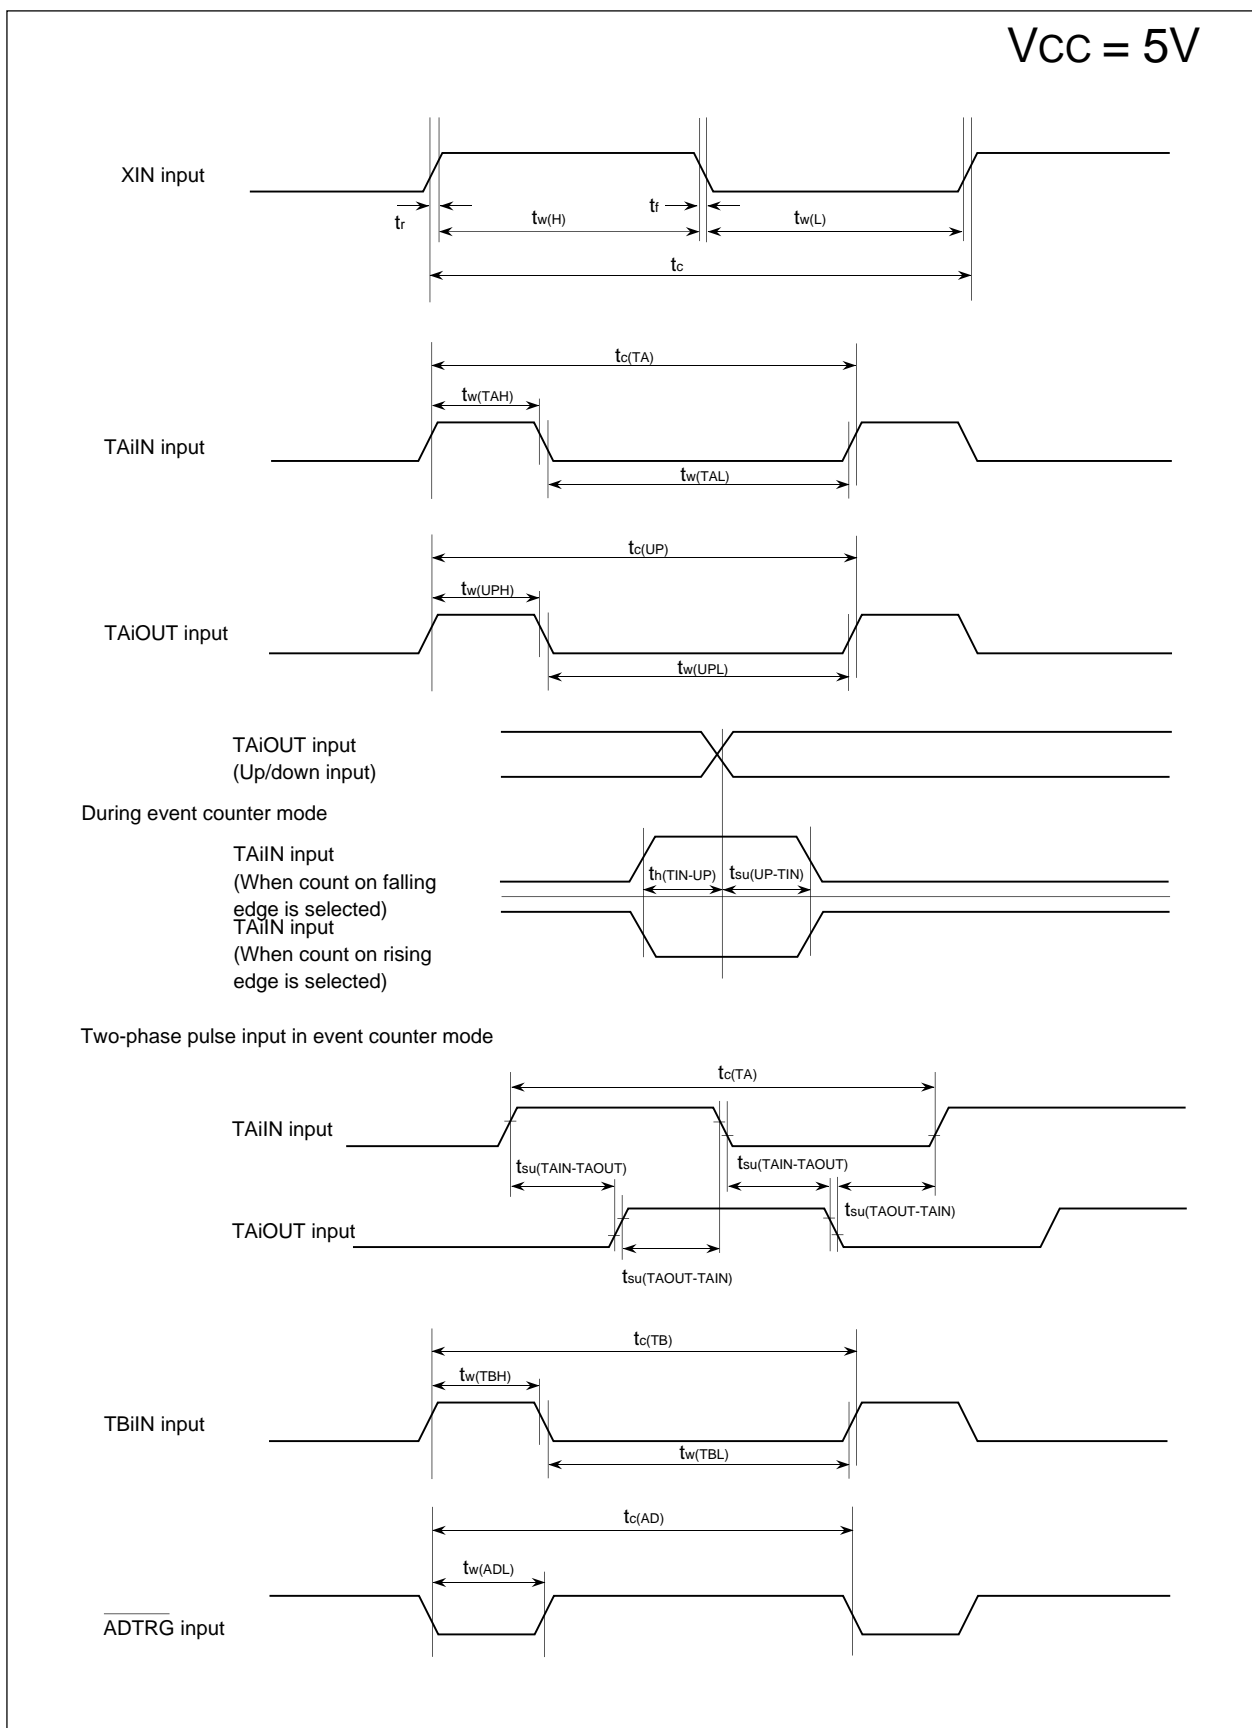 VCC = 5V
XIN input
tr
tw(H)
tf
tw(L)
tc
tc(TA)
tw(TAH)
TAiIN input
tw(TAL)
tc(UP)
tw(UPH)
TAiOUT input
tw(UPL)
TAiOUT input
(Up/down input)
During event counter mode
TAiIN input
(When count on falling
edge is selected)
th(TIN-UP)
tsu(UP-TIN)
TAiIN input
(When count on rising
edge is selected)
Two-phase pulse input in event counter mode
tc(TA)
TAiIN input
tsu(TAIN-TAOUT)
tsu(TAIN-TAOUT)
tsu(TAOUT-TAIN)
TAiOUT input
tsu(TAOUT-TAIN)
tc(TB)
tw(TBH)
TBiIN input
tw(TBL)
tc(AD)
tw(ADL)
ADTRG input